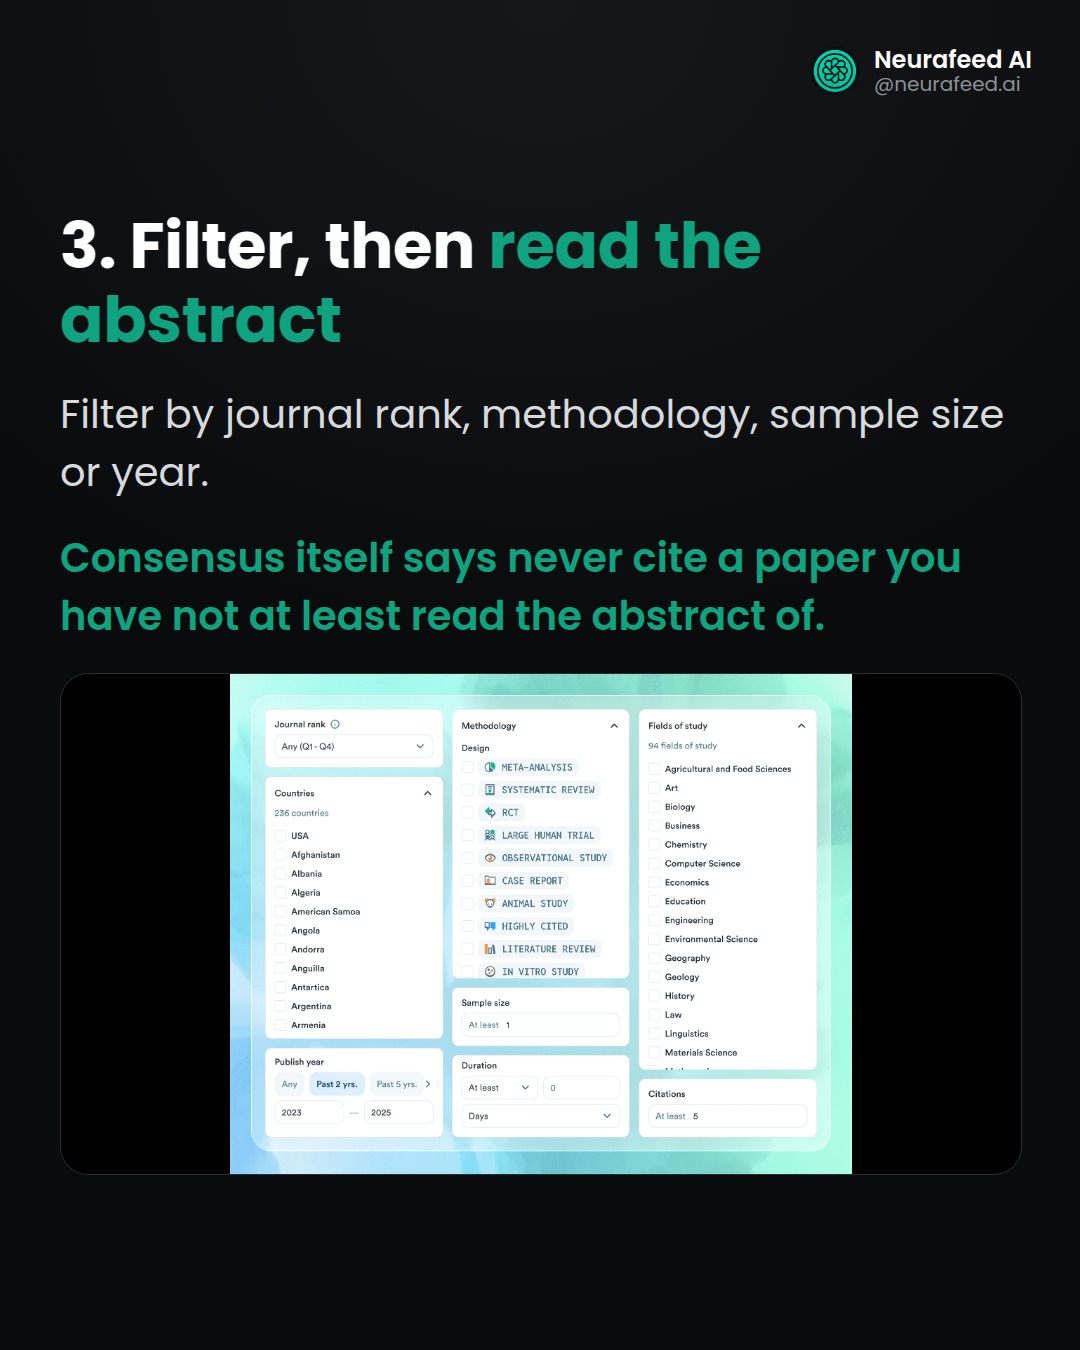 Neurafeed AI
@neurafeed.ai
3. Filter, then read the
abstract
Filter by journal rank, methodology, sample size
or year.
Consensus itself says never cite a paper you
have not at least read the abstract of.
Journal rank
Any (Q1 - Q4)
Countries
236 countries
USA
Afghanistan
Albania
Algeria
American Samoa
Angola
Andorra
Anguilla
Antartica
Argentina
Armenia
Publish year
Any
Past 2 yrs.
Past 5 yrs.
2023 — 2025
Methodology
Design
META-ANALYSIS
SYSTEMATIC REVIEW
RCT
LARGE HUMAN TRIAL
OBSERVATIONAL STUDY
CASE REPORT
ANIMAL STUDY
HIGHLY CITED
LITERATURE REVIEW
IN VITRO STUDY
Sample size
At least 1
Duration
At least
0
Days
Fields of study
94 fields of study
Agricultural and Food Sciences
Art
Biology
Business
Chemistry
Computer Science
Economics
Education
Engineering
Environmental Science
Geography
Geology
History
Law
Linguistics
Materials Science
Citations
At least 5